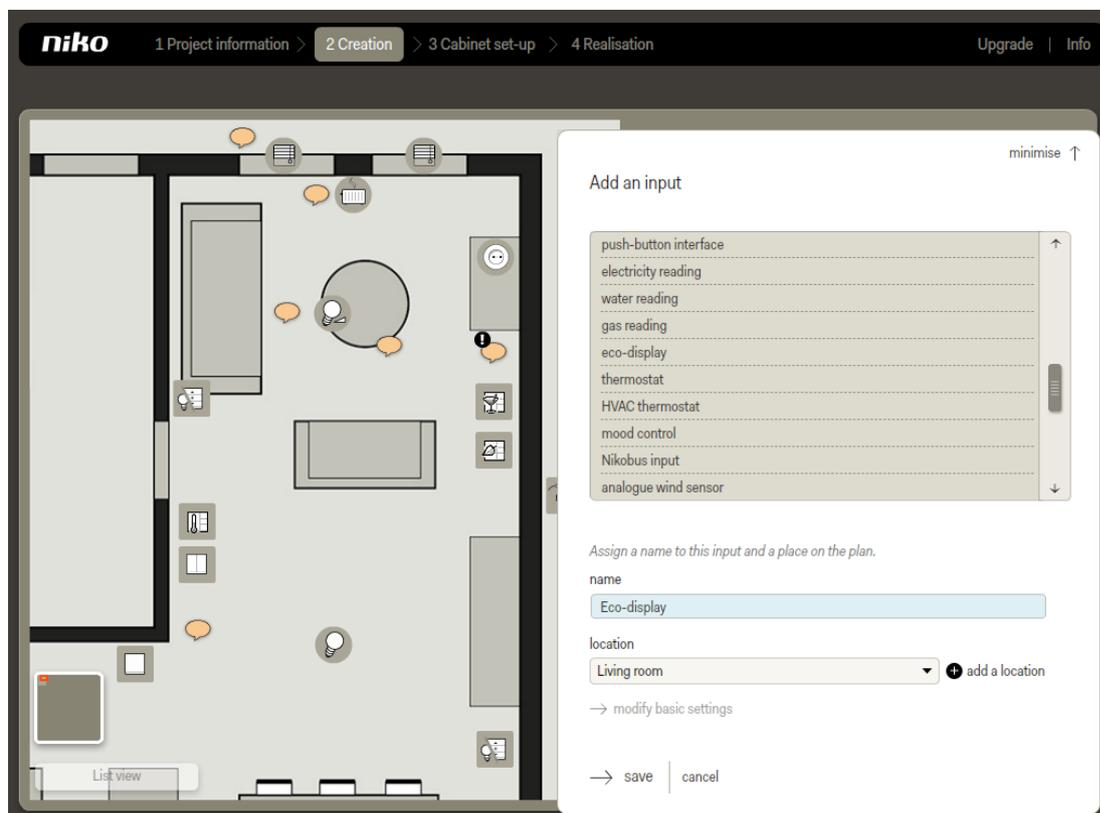 niko 1 Project information 2 Creation 3 Cabinet set-up 4 Realisation Upgrade | Info
minimise
Add an input
push-button interface
electricity reading
water reading
gas reading
eco-display
thermostat
HVAC thermostat
mood control
Nikobus input
analogue wind sensor
Assign a name to this input and a place on the plan.
name
Eco-display
location
Living room add a location
modify basic settings
save cancel
List view